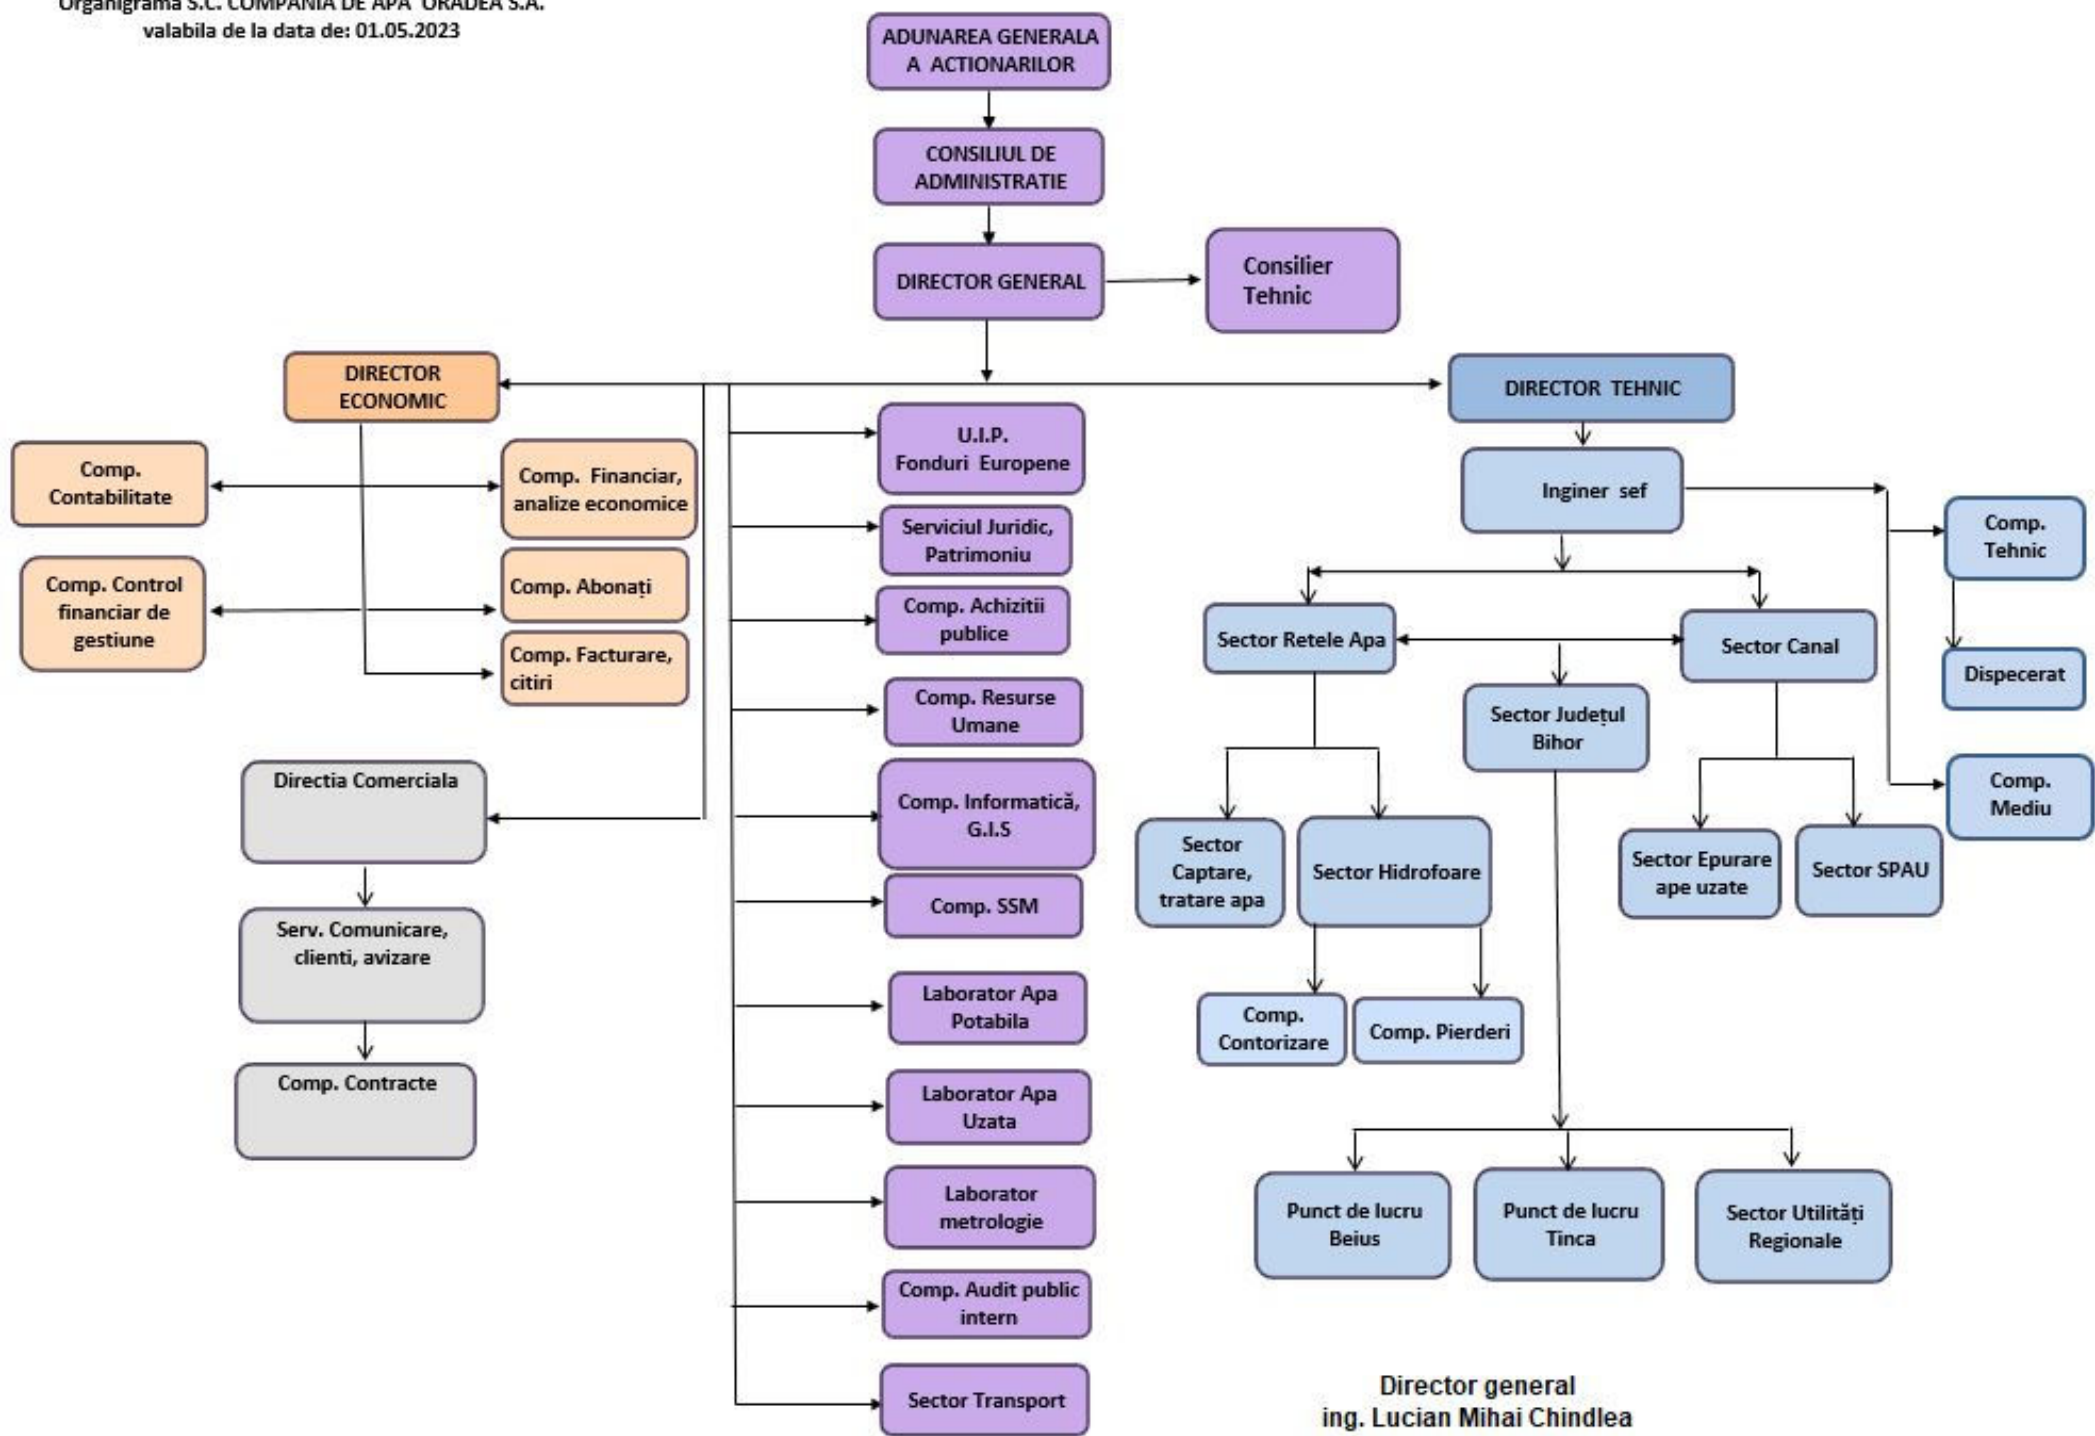 Organigrama S.C. COMPANIA DE APA ORADEA S.A.
valabila de la data de: 01.05.2023
ADUNAREA GENERALA
A ACTIONARILOR
CONSILIUL DE
ADMINISTRATIE
DIRECTOR GENERAL
Consilier
Tehnic
DIRECTOR
ECONOMIC
DIRECTOR TEHNIC
Comp.
Contabilitate
Comp. Financiar,
analize economice
Comp. Control
financiar de
gestiune
Comp. Abonați
Comp. Facturare,
citiri
Directia Comerciala
Serv. Comunicare,
clienti, avizare
Comp. Contracte
U.I.P.
Fonduri Europene
Serviciul Juridic,
Patrimoniu
Comp. Achizitii
publice
Comp. Resurse
Umane
Comp. Informatică,
G.I.S
Comp. SSM
Laborator Apa
Potabila
Laborator Apa
Uzata
Laborator
metrologie
Comp. Audit public
intern
Sector Transport
Inginer sef
Comp.
Tehnic
Dispecerat
Comp.
Mediu
Sector Retele Apa
Sector Canal
Sector Județul
Bihor
Sector
Captare,
tratare apa
Sector Hidrofoare
Sector Epurare
ape uzate
Sector SPAU
Comp.
Contorizare
Comp. Pierderi
Punct de lucru
Beius
Punct de lucru
Tinca
Sector Utilități
Regionale
Director general
ing. Lucian Mihai Chindlea